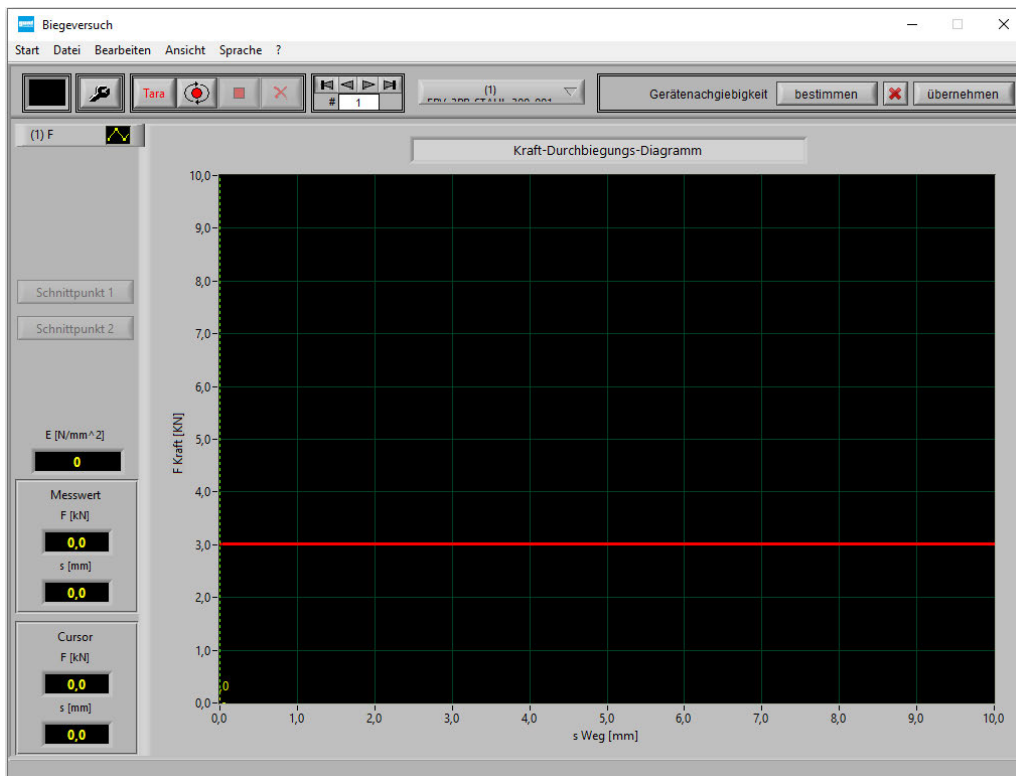 Biegeversuch
Start Datei Bearbeiten Ansicht Sprache ?
Tara
# 1
(1)
Gerätenachgiebigkeit bestimmen übernehmen
(1) F
Kraft-Durchbiegungs-Diagramm
Schnittpunkt 1
Schnittpunkt 2
E [N/mm^2]
0
Messwert
F [kN]
0,0
s [mm]
0,0
Cursor
F [kN]
0,0
s [mm]
0,0
F Kraft [KN]
10,0
9,0
8,0
7,0
6,0
5,0
4,0
3,0
2,0
1,0
0,0
0
0,0 1,0 2,0 3,0 4,0 5,0 6,0 7,0 8,0 9,0 10,0
s Weg [mm]